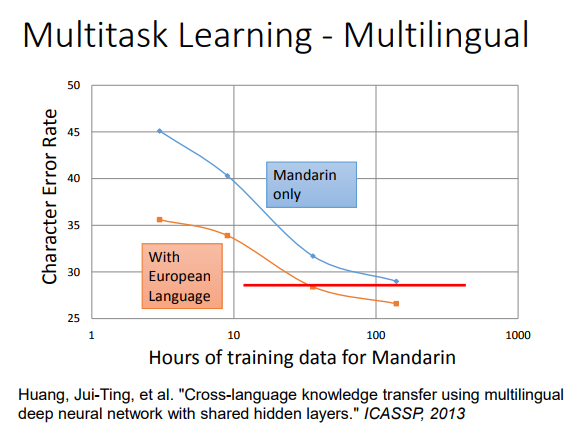 Multitask Learning - Multilingual
50
45
40
35
30
25
Character Error Rate
Mandarin
only
With
European
Language
1
10
100
1000
Hours of training data for Mandarin
Huang, Jui-Ting, et al. "Cross-language knowledge transfer using multilingual
deep neural network with shared hidden layers." ICASSP, 2013